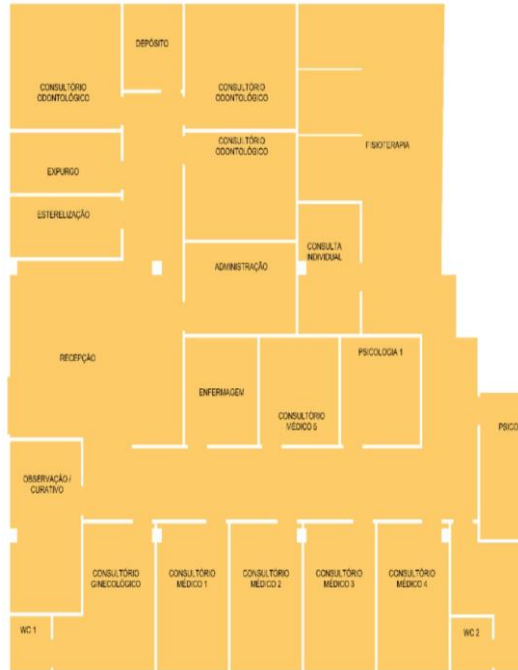 DEPÓSITO
CONSULTÓRIO
ODONTOLÓGICO
CONSULTÓRIO
ODONTOLÓGICO
CONSULTÓRIO
ODONTOLÓGICO
FISIOTERAPIA
EXPURGO
ESTERELIZAÇÃO
CONSULTA
INDIVIDUAL
ADMINISTRAÇÃO
RECEPÇÃO
PSICOLOGIA 1
ENFERMAGEM
CONSULTÓRIO
MÉDICO 5
PSICO
OBSERVAÇÃO /
CURATIVO
CONSULTÓRIO
GINECOLÓGICO
CONSULTÓRIO
MÉDICO 1
CONSULTÓRIO
MÉDICO 2
CONSULTÓRIO
MÉDICO 3
CONSULTÓRIO
MÉDICO 4
WC 1
WC 2